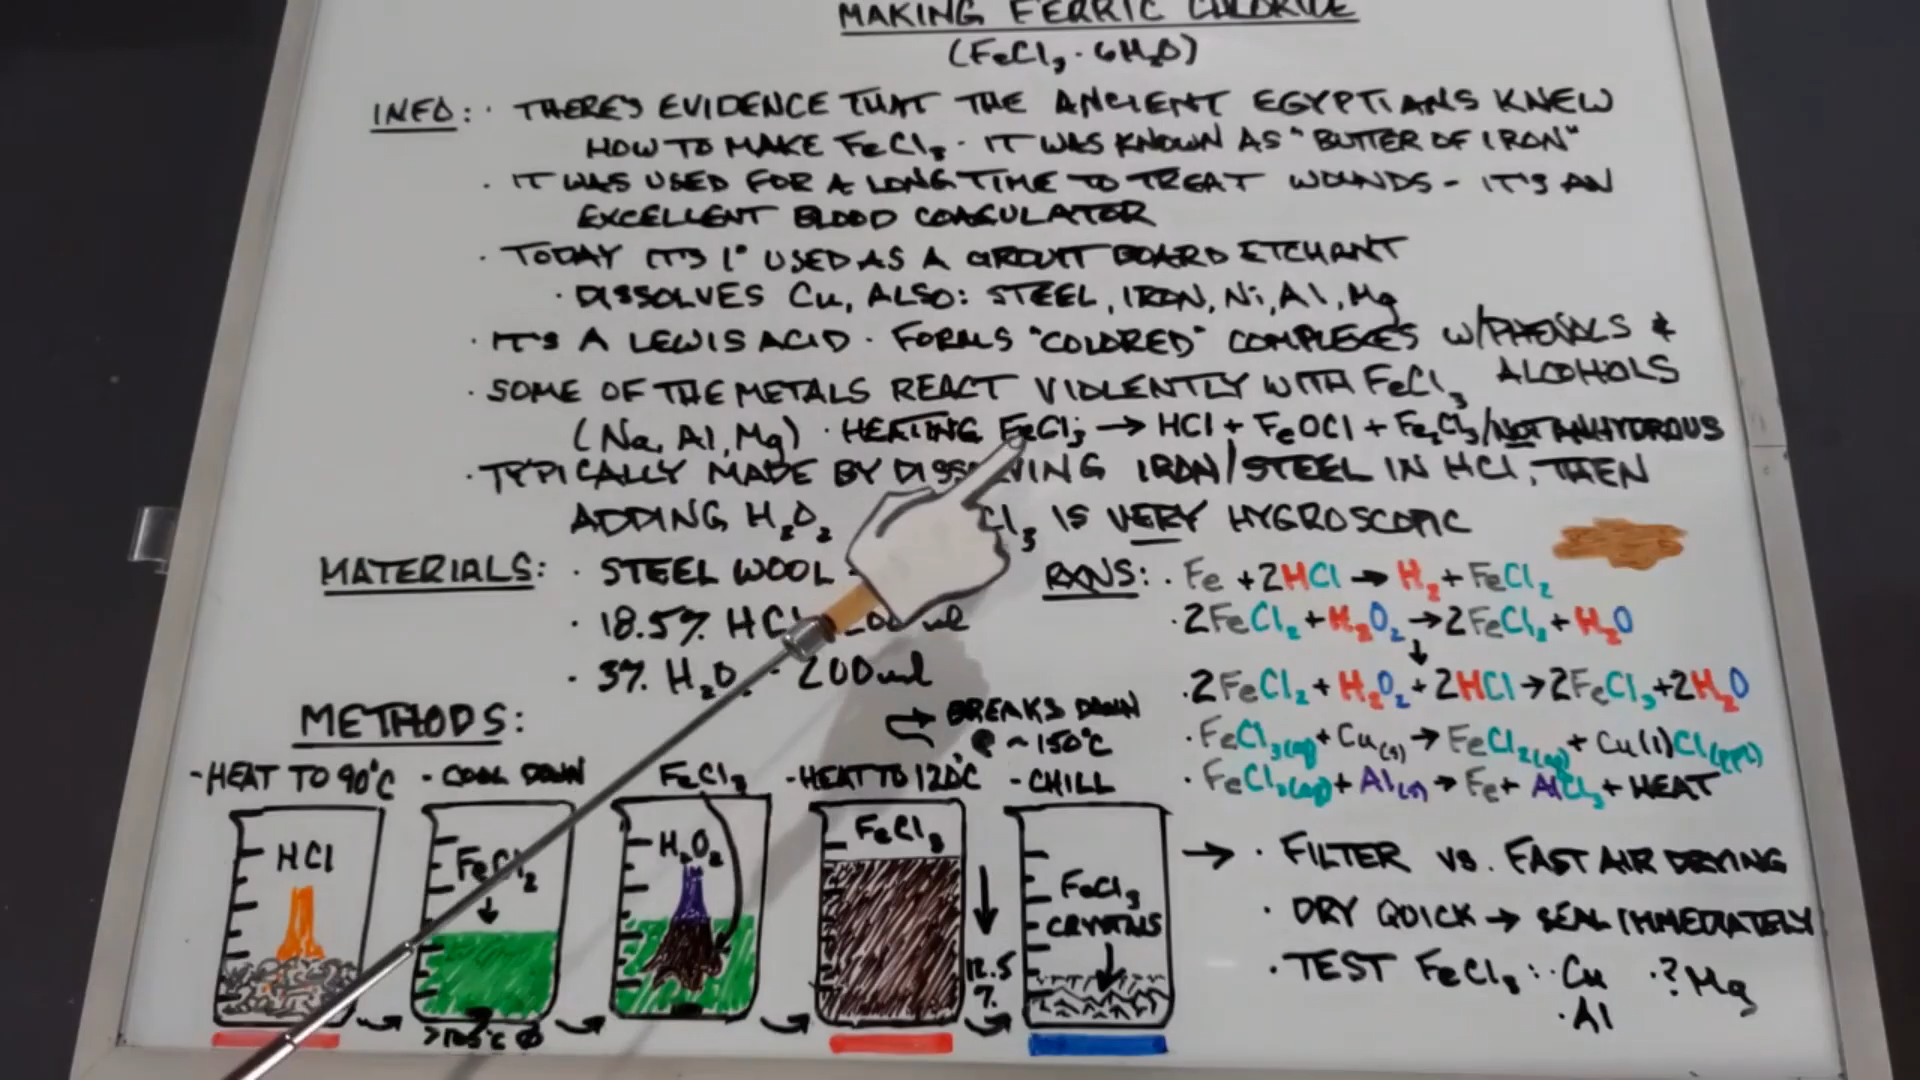 MAKING FERRIC CHLORIDE
(FeCl₃·6H₂O)
INFO: · THERE'S EVIDENCE THAT THE ANCIENT EGYPTIANS KNEW
HOW TO MAKE FeCl₃ · IT WAS KNOWN AS "BUTTER OF IRON"
· IT WAS USED FOR A LONG TIME TO TREAT WOUNDS - IT'S AN
EXCELLENT BLOOD COAGULATOR
· TODAY IT'S 1° USED AS A CIRCUIT BOARD ETCHANT
· DISSOLVES Cu, ALSO: STEEL, IRON, Ni, Al, Mg
· IT'S A LEWIS ACID · FORMS "COLORED" COMPLEXES W/PHENOLS &
ALCOHOLS
· SOME OF THE METALS REACT VIOLENTLY WITH FeCl₃
(Na, Al, Mg) · HEATING FeCl₃ → HCl + FeOCl + Fe₂Cl₃/NOT ANHYDROUS
· TYPICALLY MADE BY IRON/STEEL IN HCl, THEN
ADDING H₂O₂ Cl₃ IS VERY HYGROSCOPIC
MATERIALS: · STEEL WOOL -
· 18.5% HCl ml
· 3% H₂O₂ - 200ml
RXNS: · Fe + 2HCl → H₂ + FeCl₂
· 2FeCl₂ + H₂O₂ → 2FeCl₃ + H₂O
↓
· 2FeCl₂ + H₂O₂ + 2HCl → 2FeCl₃ + 2H₂O
· FeCl₃(aq) + Cu(s) → FeCl₂(aq) + Cu(I)Cl(ppt)
· FeCl₃(aq) + Al(s) → Fe + AlCl₃ + HEAT
METHODS:
→ BREAKS DOWN
@ ~150°C
- HEAT TO 90°C
- COOL DOWN
FeCl₃
- HEAT TO 120°C
- CHILL
HCl
FeCl₂
H₂O₂
FeCl₃
FeCl₃
CRYSTALS
12.5
%
>105°C Ø
→ · FILTER VS. FAST AIR DRYING
· DRY QUICK → SEAL IMMEDIATELY
· TEST FeCl₃: · Cu · ? Mg
· Al